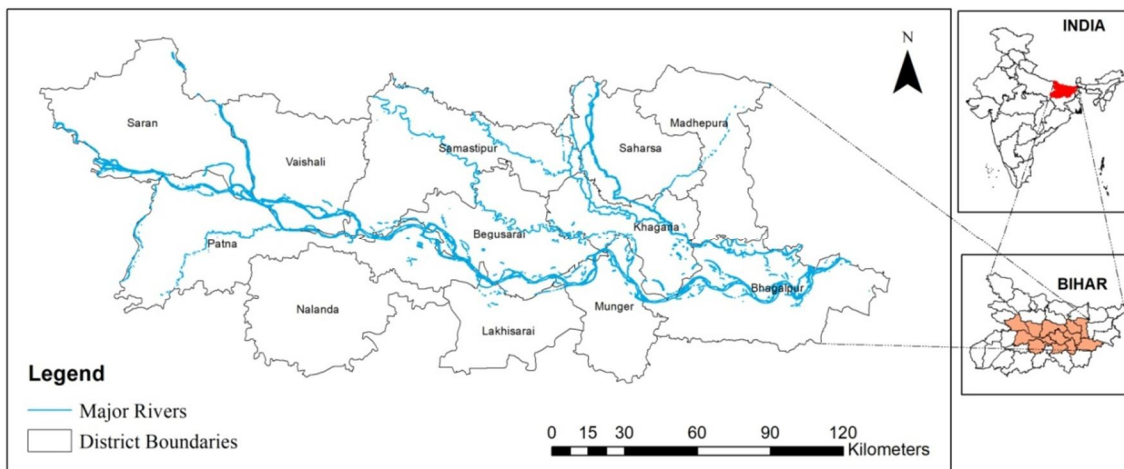 INDIA
N
Saran
Madhepura
Samastipur
Saharsa
Vaishali
Khagaria
Patna
Begusarai
Bhagalpur
BIHAR
Nalanda
Munger
Lakhisarai
Legend
Major Rivers
District Boundaries
0 15 30 60 90 120
Kilometers